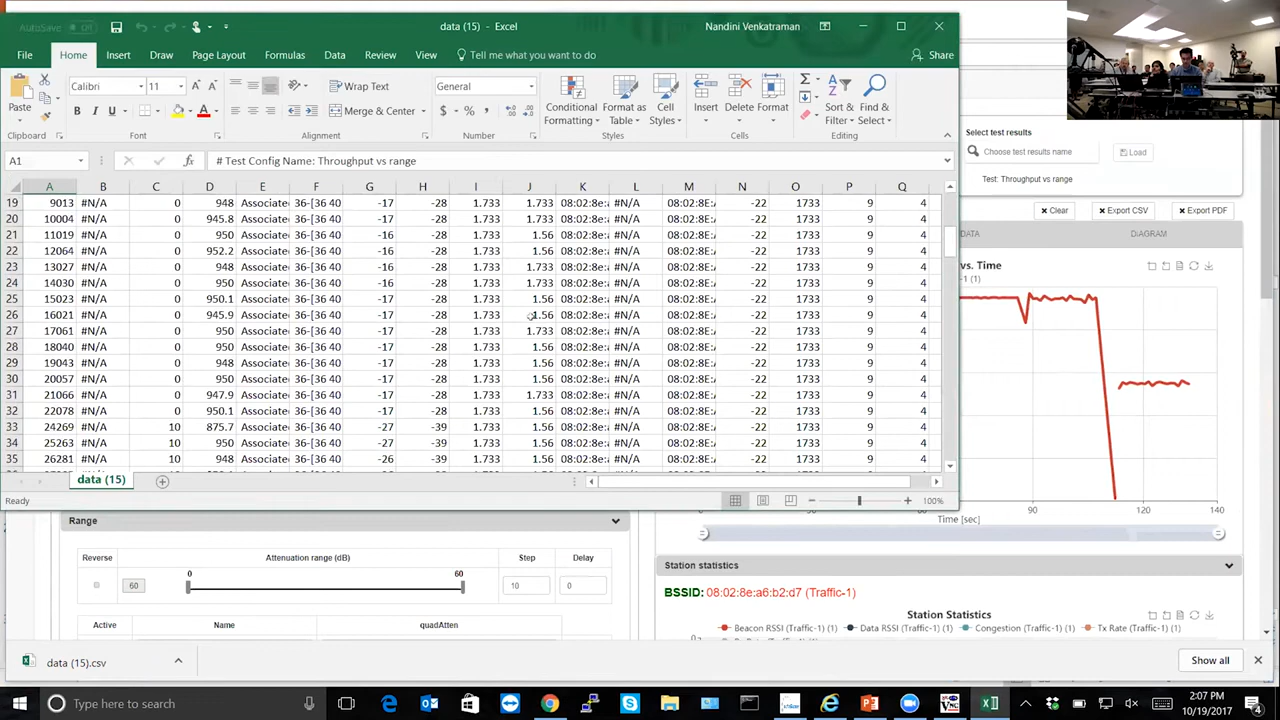 AutoSave Off
data (15) - Excel
Nandini Venkatraman
File Home Insert Draw Page Layout Formulas Data Review View Tell me what you want to do Share
Paste
Calibri 11
Wrap Text
Merge & Center
General
Conditional Formatting
Format as Table
Cell Styles
Insert Delete Format
Sort & Filter
Find & Select
Clipboard Font Alignment Number Styles Cells Editing
A1 fx # Test Config Name: Throughput vs range
A B C D E F G H I J K L M N O P Q
19 9013 #N/A 0 948 Associate 36-[36 40 -17 -28 1.733 1.733 08:02:8e: #N/A 08:02:8E: -22 1733 9 4
20 10004 #N/A 0 945.8 Associate 36-[36 40 -17 -28 1.733 1.733 08:02:8e: #N/A 08:02:8E: -22 1733 9 4
21 11019 #N/A 0 950 Associate 36-[36 40 -16 -28 1.733 1.56 08:02:8e: #N/A 08:02:8E: -22 1733 9 4
22 12064 #N/A 0 952.2 Associate 36-[36 40 -16 -28 1.733 1.56 08:02:8e: #N/A 08:02:8E: -22 1733 9 4
23 13027 #N/A 0 948 Associate 36-[36 40 -16 -28 1.733 1.733 08:02:8e: #N/A 08:02:8E: -22 1733 9 4
24 14030 #N/A 0 950 Associate 36-[36 40 -16 -28 1.733 1.733 08:02:8e: #N/A 08:02:8E: -22 1733 9 4
25 15023 #N/A 0 950.1 Associate 36-[36 40 -17 -28 1.733 1.56 08:02:8e: #N/A 08:02:8E: -22 1733 9 4
26 16021 #N/A 0 945.9 Associate 36-[36 40 -17 -28 1.733 1.56 08:02:8e: #N/A 08:02:8E: -22 1733 9 4
27 17061 #N/A 0 950 Associate 36-[36 40 -17 -28 1.733 1.733 08:02:8e: #N/A 08:02:8E: -22 1733 9 4
28 18040 #N/A 0 950 Associate 36-[36 40 -17 -28 1.733 1.56 08:02:8e: #N/A 08:02:8E: -22 1733 9 4
29 19043 #N/A 0 948 Associate 36-[36 40 -17 -28 1.733 1.56 08:02:8e: #N/A 08:02:8E: -22 1733 9 4
30 20057 #N/A 0 950 Associate 36-[36 40 -17 -28 1.733 1.56 08:02:8e: #N/A 08:02:8E: -22 1733 9 4
31 21066 #N/A 0 947.9 Associate 36-[36 40 -17 -28 1.733 1.733 08:02:8e: #N/A 08:02:8E: -22 1733 9 4
32 22078 #N/A 0 950.1 Associate 36-[36 40 -17 -28 1.733 1.56 08:02:8e: #N/A 08:02:8E: -22 1733 9 4
33 24269 #N/A 10 875.7 Associate 36-[36 40 -27 -39 1.733 1.56 08:02:8e: #N/A 08:02:8E: -22 1733 9 4
34 25263 #N/A 10 950 Associate 36-[36 40 -27 -39 1.733 1.56 08:02:8e: #N/A 08:02:8E: -22 1733 9 4
35 26281 #N/A 10 948 Associate 36-[36 40 -26 -39 1.733 1.56 08:02:8e: #N/A 08:02:8E: -22 1733 9 4
data (15)
Ready 100%
Select test results
Choose test results name Load
Test: Throughput vs range
Clear Export CSV Export PDF
DATA DIAGRAM
vs. Time
-1 (1)
90 120 140
Time [sec]
Range
Reverse Attenuation range (dB) Step Delay
60 0 60 10 0
Active Name quadAtten
Station statistics
BSSID: 08:02:8e:a6:b2:d7 (Traffic-1)
Station Statistics
Beacon RSSI (Traffic-1) (1) Data RSSI (Traffic-1) (1) Congestion (Traffic-1) (1) Tx Rate (Traffic-1) (1)
data (15).csv
Show all
Type here to search
2:07 PM
10/19/2017